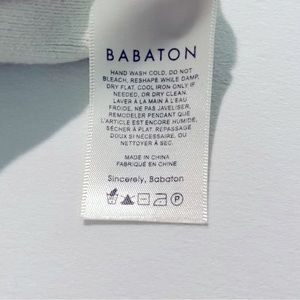 BABATON
HAND WASH COLD, DO NOT
BLEACH, RESHAPE WHILE DAMP,
DRY FLAT. COOL IRON ONLY IF
NEEDED, OR DRY CLEAN.
LAVER À LA MAIN À L'EAU
FROIDE, NE PAS JAVELISER,
REMODELER PENDANT QUE
L'ARTICLE EST ENCORE HUMIDE,
SÉCHER À PLAT. REPASSAGE
DOUX SI NÉCESSAIRE, OU
NETTOYER À SEC.
MADE IN CHINA
FABRIQUÉ EN CHINE
Sincerely, Babaton
P